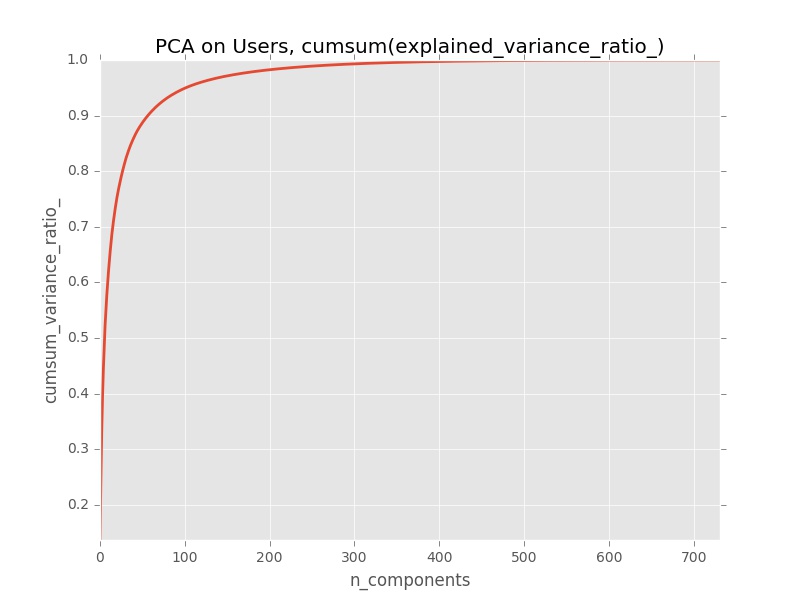 PCA on Users, cumsum(explained_variance_ratio_)
1.0
0.9
0.8
0.7
0.6
0.5
0.4
0.3
0.2
cumsum_variance_ratio_
0 100 200 300 400 500 600 700
n_components